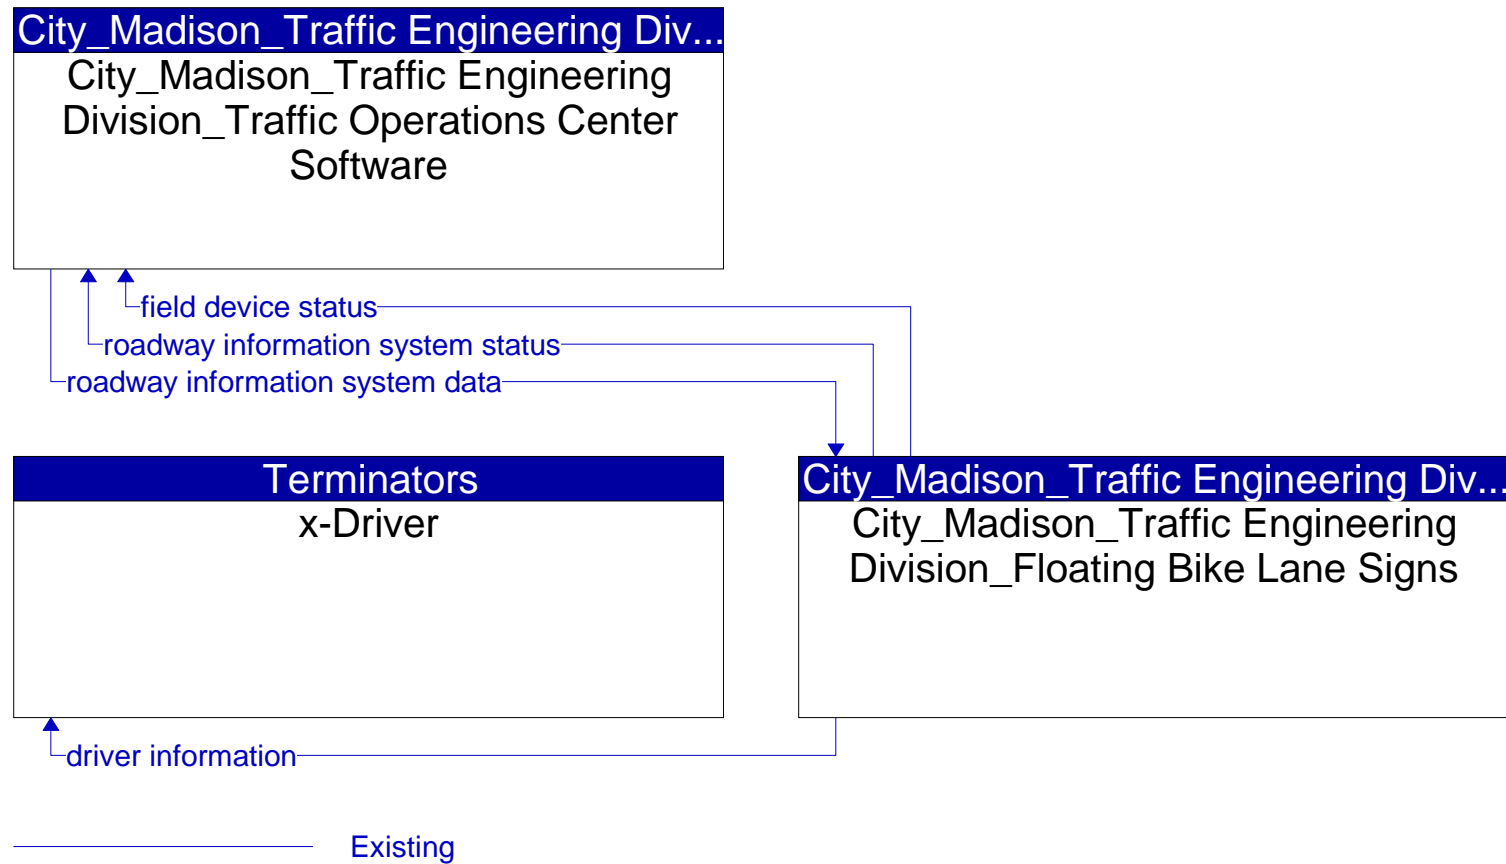 City_Madison_Traffic Engineering Div...
City_Madison_Traffic Engineering
Division_Traffic Operations Center
Software
field device status
roadway information system status
roadway information system data
Terminators
x-Driver
City_Madison_Traffic Engineering Div...
City_Madison_Traffic Engineering
Division_Floating Bike Lane Signs
driver information
Existing